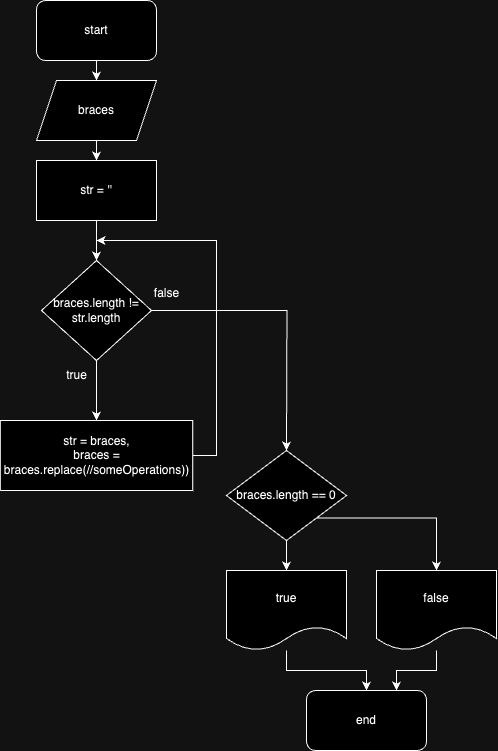 start
braces
str = "
braces.length !=
str.length
false
true
str = braces,
braces =
braces.replace(//someOperations))
braces.length == 0
true
false
end